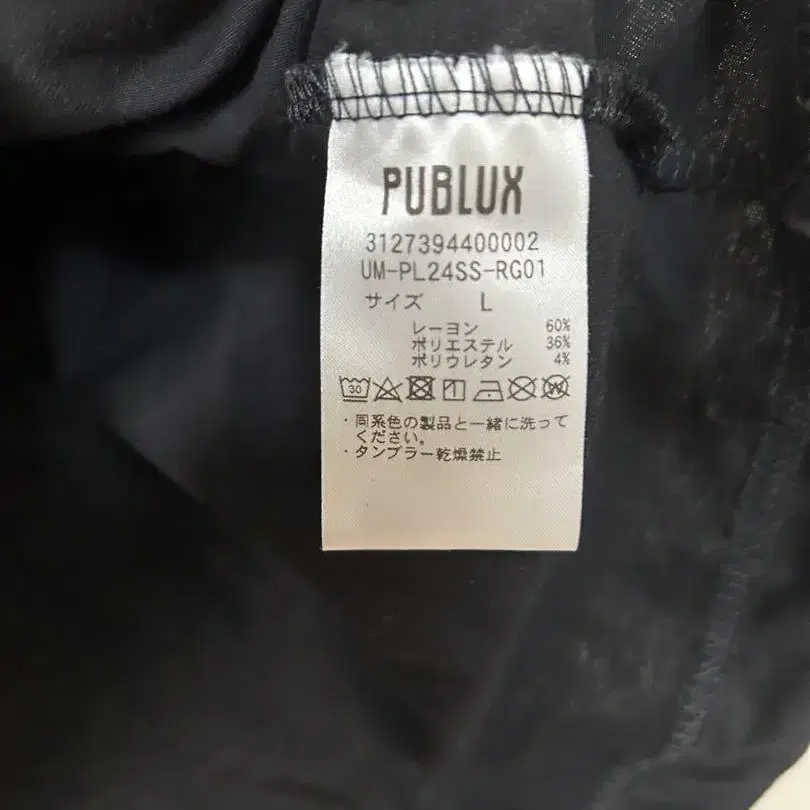 PUBLUX
3127394400002
UM-PL24SS-RG01
サイズ L
レーヨン 60%
ポリエステル 36%
ポリウレタン 4%
30 W
・同系色の製品と一緒に洗って
ください。
・タンブラー乾燥禁止